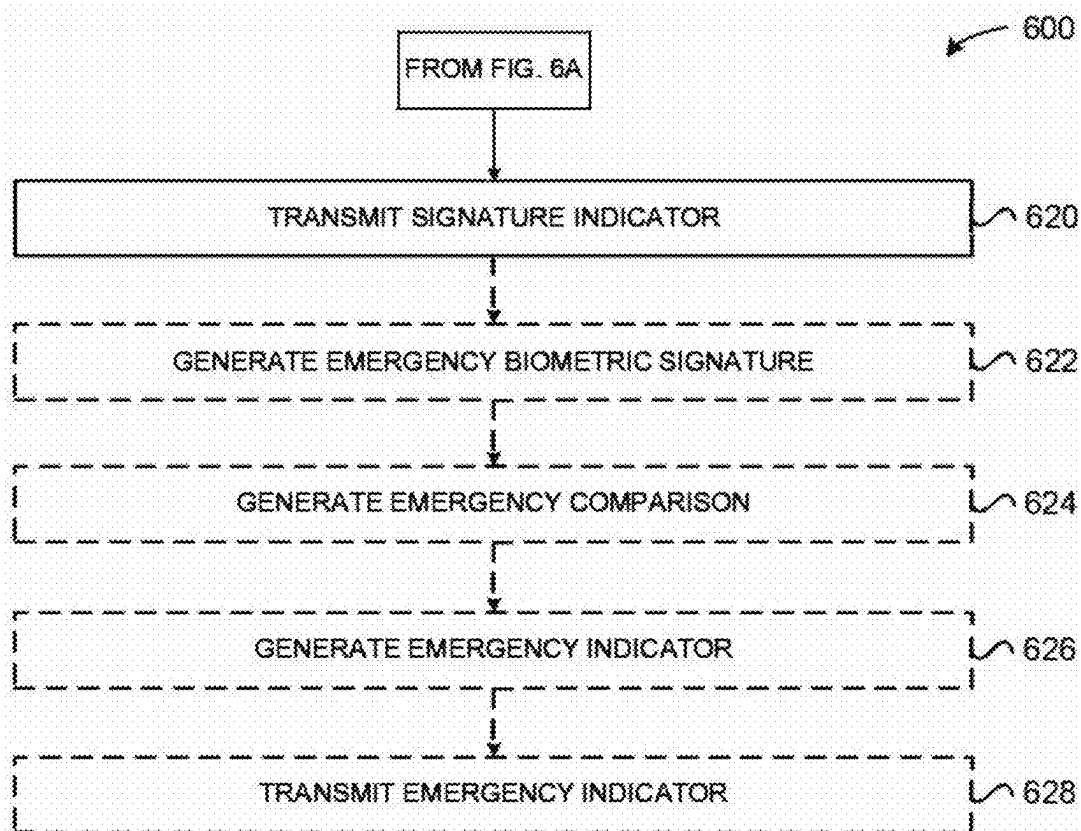 600
FROM FIG. 6A
TRANSMIT SIGNATURE INDICATOR 620
GENERATE EMERGENCY BIOMETRIC SIGNATURE 622
GENERATE EMERGENCY COMPARISON 624
GENERATE EMERGENCY INDICATOR 626
TRANSMIT EMERGENCY INDICATOR 628